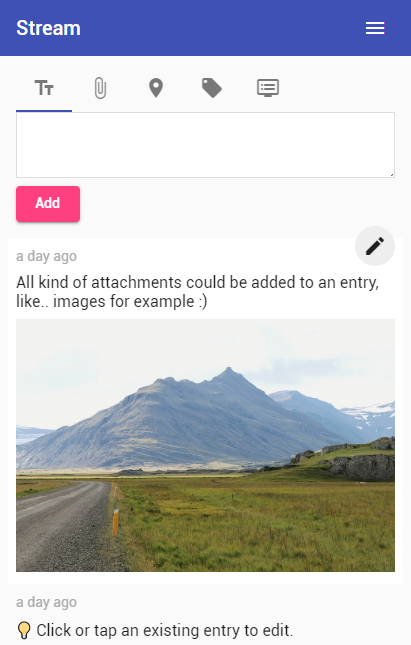 Stream
Add
a day ago
All kind of attachments could be added to an entry,
like.. images for example :)
a day ago
💡 Click or tap an existing entry to edit.